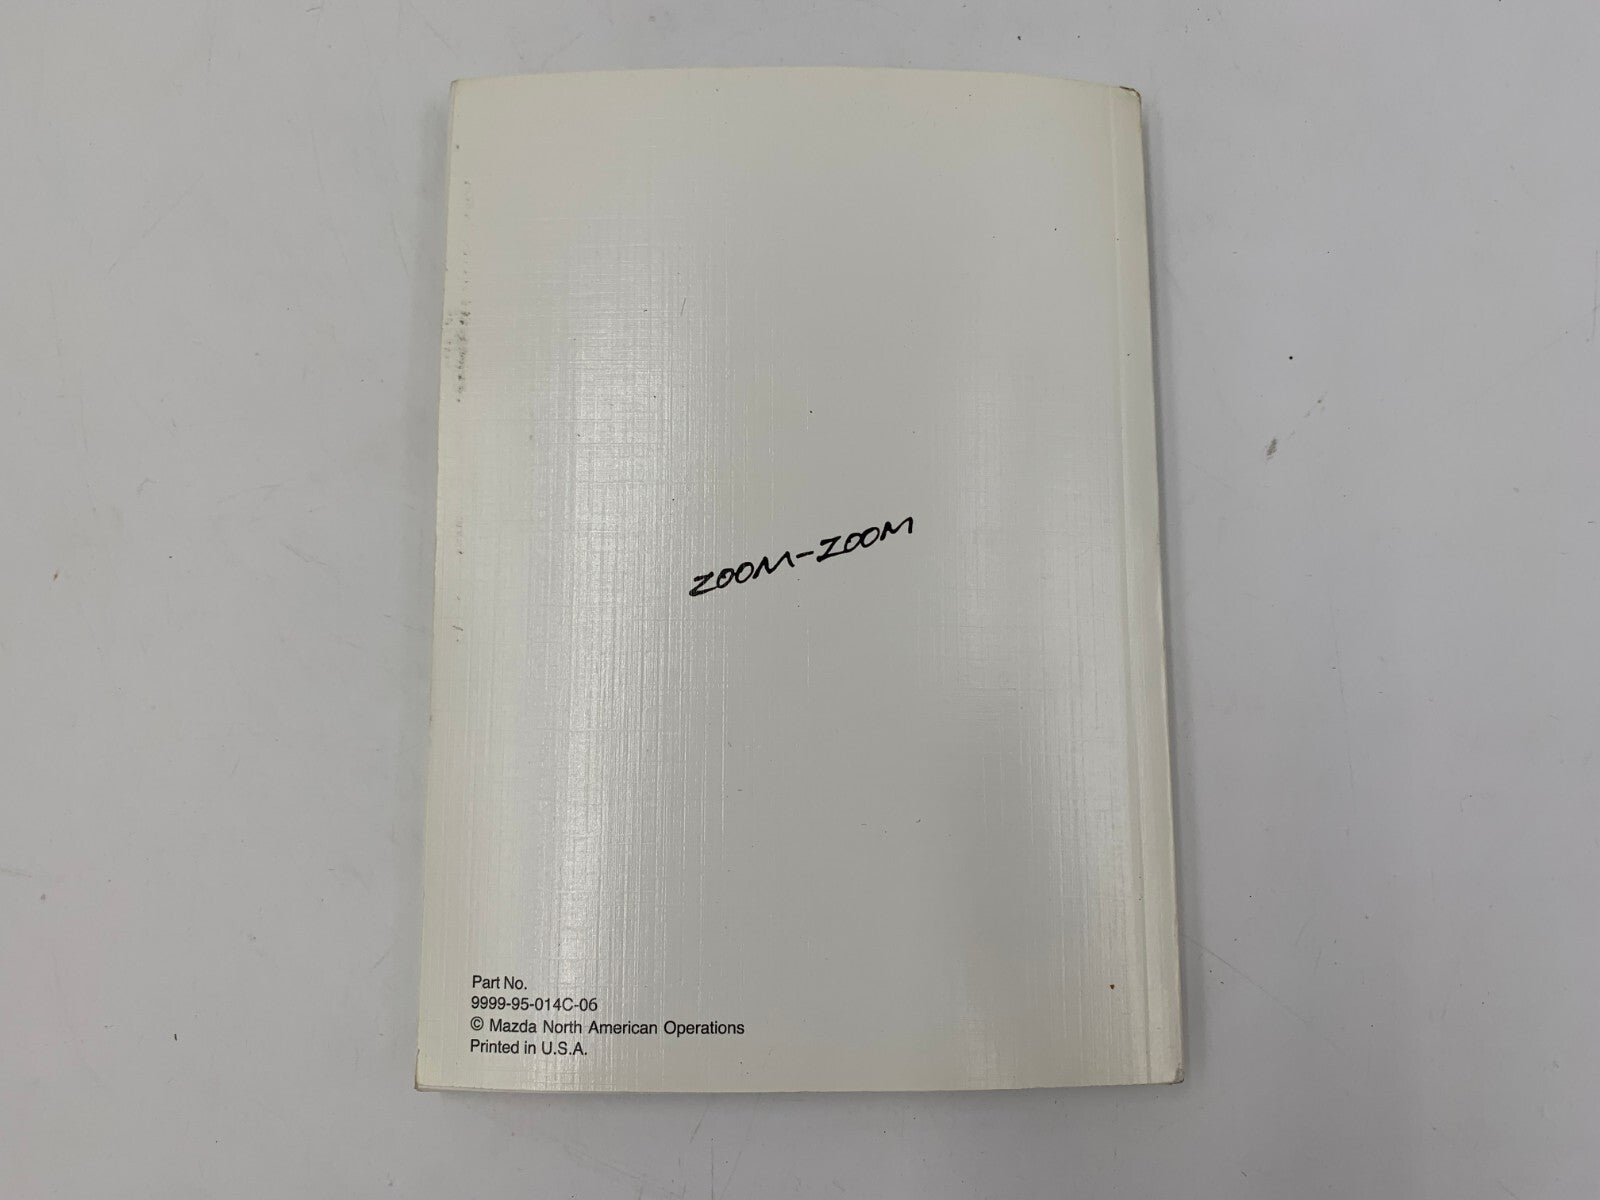 ZOOM-ZOOM
Part No.
9999-95-014C-06
© Mazda North American Operations
Printed in U.S.A.